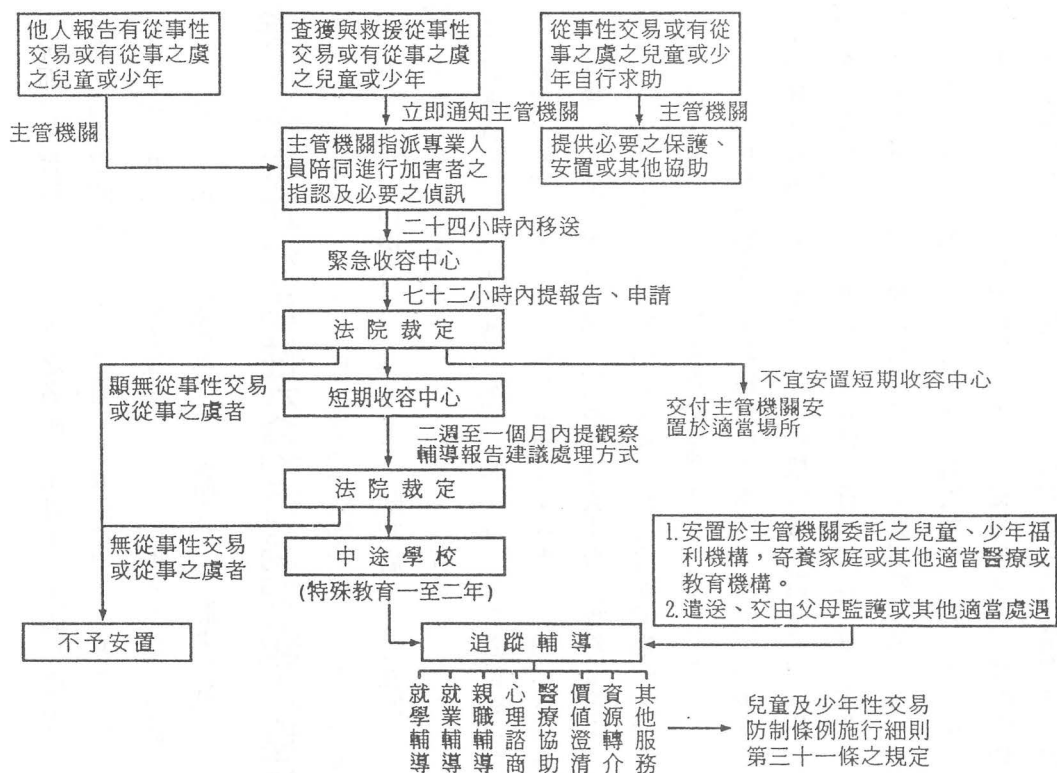 他人報告有從事性
交易或有從事之虞
之兒童或少年
查獲與救援從事性
交易或有從事之虞
之兒童或少年
從事性交易或有從
事之虞之兒童或少
年自行求助
主管機關
立即通知主管機關
主管機關
主管機關指派專業人
員陪同進行加害者之
指認及必要之偵訊
提供必要之保護、
安置或其他協助
二十四小時內移送
緊急收容中心
七十二小時內提報告、申請
法院裁定
顯無從事性交易
或從事之虞者
短期收容中心
不宜安置短期收容中心
交付主管機關安
置於適當場所
二週至一個月內提觀察
輔導報告建議處理方式
法院裁定
無從事性交易
或從事之虞者
中途學校
(特殊教育一至二年)
1.安置於主管機關委託之兒童、少年福
利機構，寄養家庭或其他適當醫療或
教育機構。
2.遣送、交由父母監護或其他適當處遇
不予安置
追蹤輔導
就學輔導
就業輔導
親職輔導
心理諮商
醫療協助
價值澄清
資源轉介
其他服務
兒童及少年性交易
防制條例施行細則
第三十一條之規定